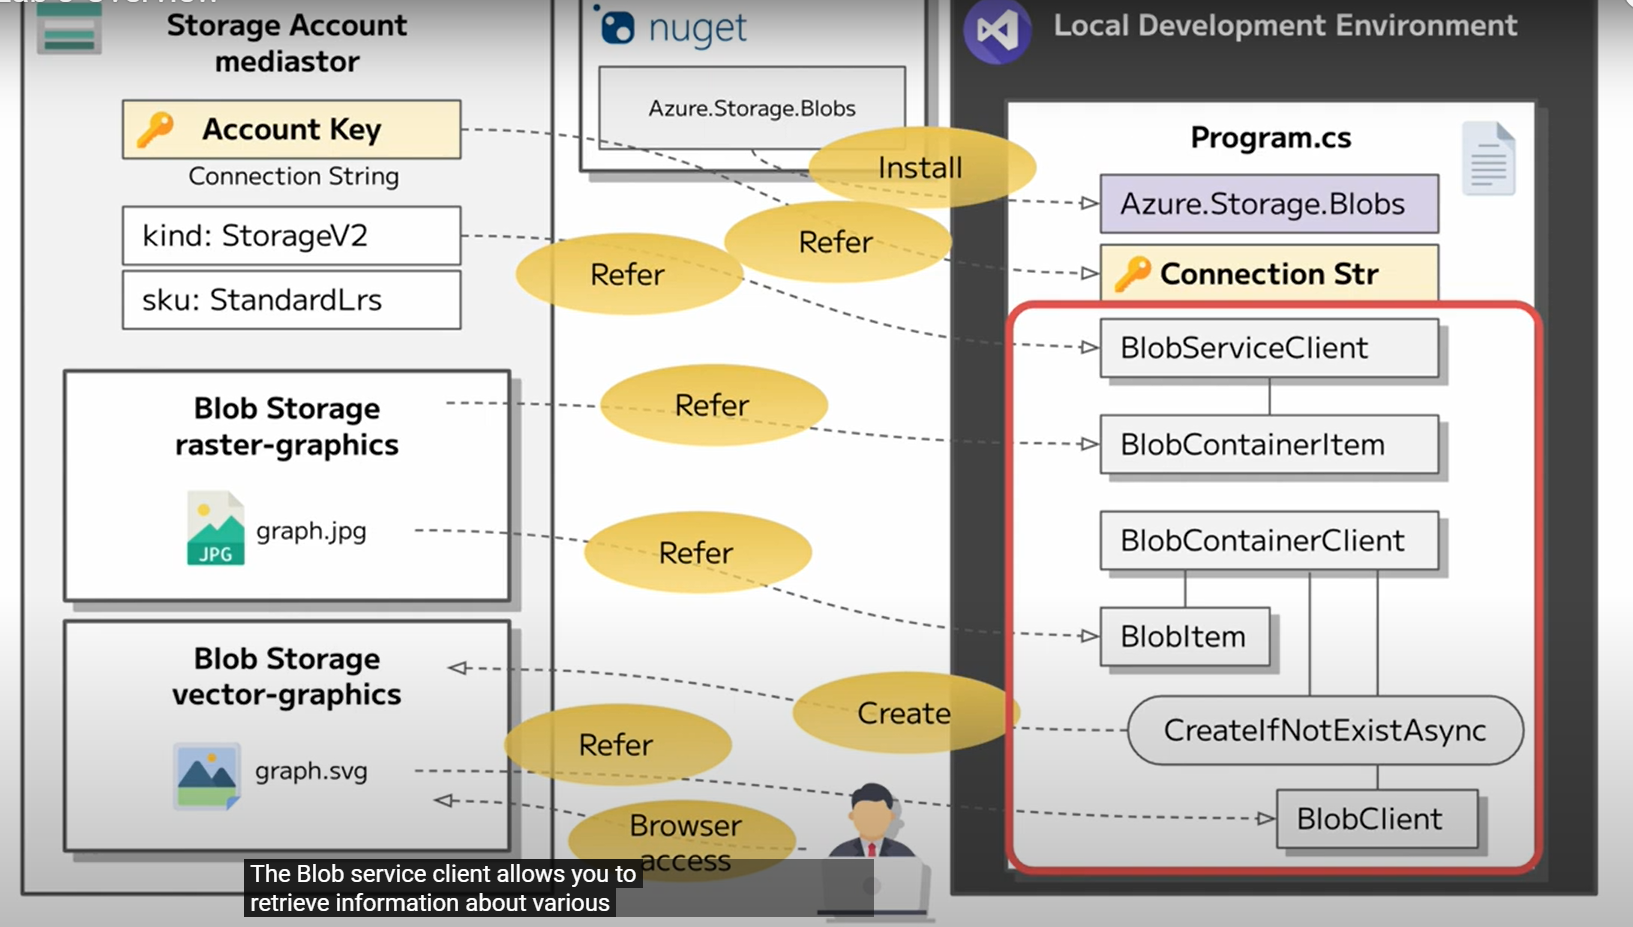 Storage Account
mediastor
Account Key
Connection String
kind: StorageV2
sku: StandardLrs
Blob Storage
raster-graphics
JPG
graph.jpg
Blob Storage
vector-graphics
graph.svg
nuget
Azure.Storage.Blobs
Install
Refer
Refer
Refer
Refer
Create
Refer
Browser
access
Local Development Environment
Program.cs
Azure.Storage.Blobs
Connection Str
BlobServiceClient
BlobContainerItem
BlobContainerClient
BlobItem
CreateIfNotExistAsync
BlobClient
The Blob service client allows you to
retrieve information about various